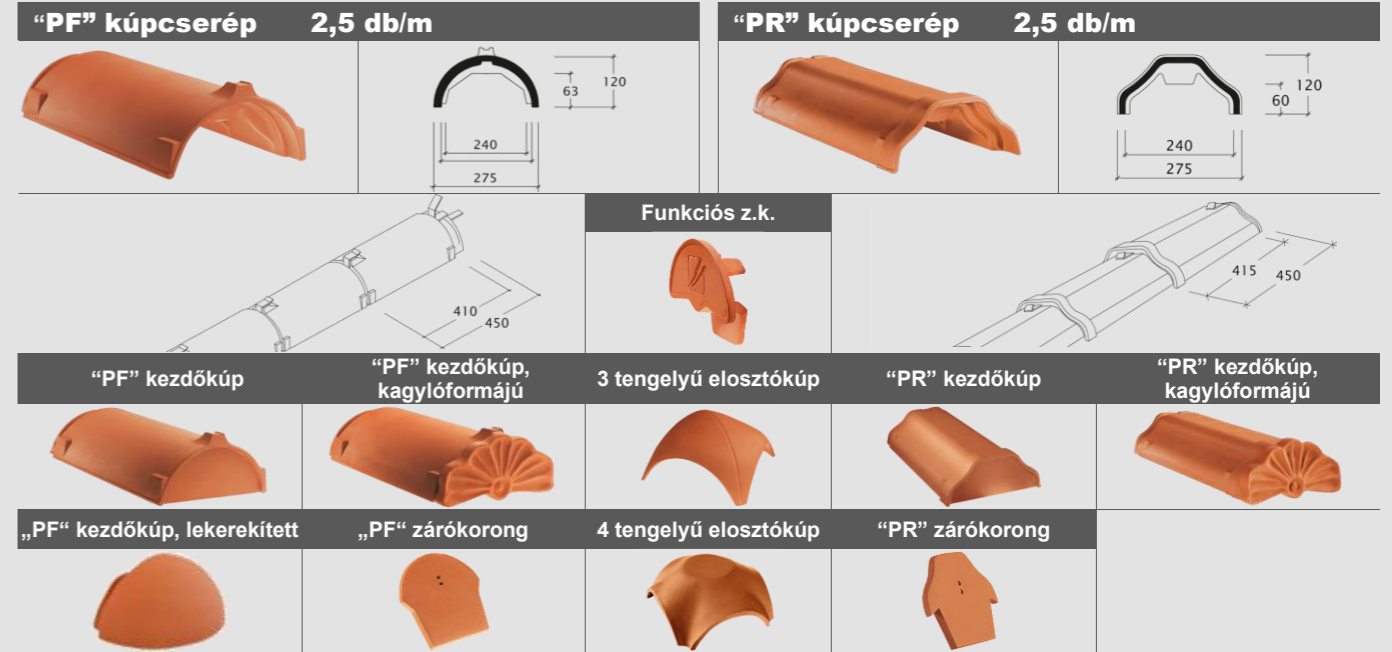 “PF” kúpcserép 2,5 db/m
“PR” kúpcserép 2,5 db/m
63
120
240
275
60
120
240
275
Funkciós z.k.
410
450
415
450
“PF” kezdőkúp
“PF” kezdőkúp,
kagylóformájú
3 tengelyű elosztókúp
“PR” kezdőkúp
“PR” kezdőkúp,
kagylóformájú
„PF“ kezdőkúp, lekerekített
„PF“ zárókorong
4 tengelyű elosztókúp
“PR” zárókorong